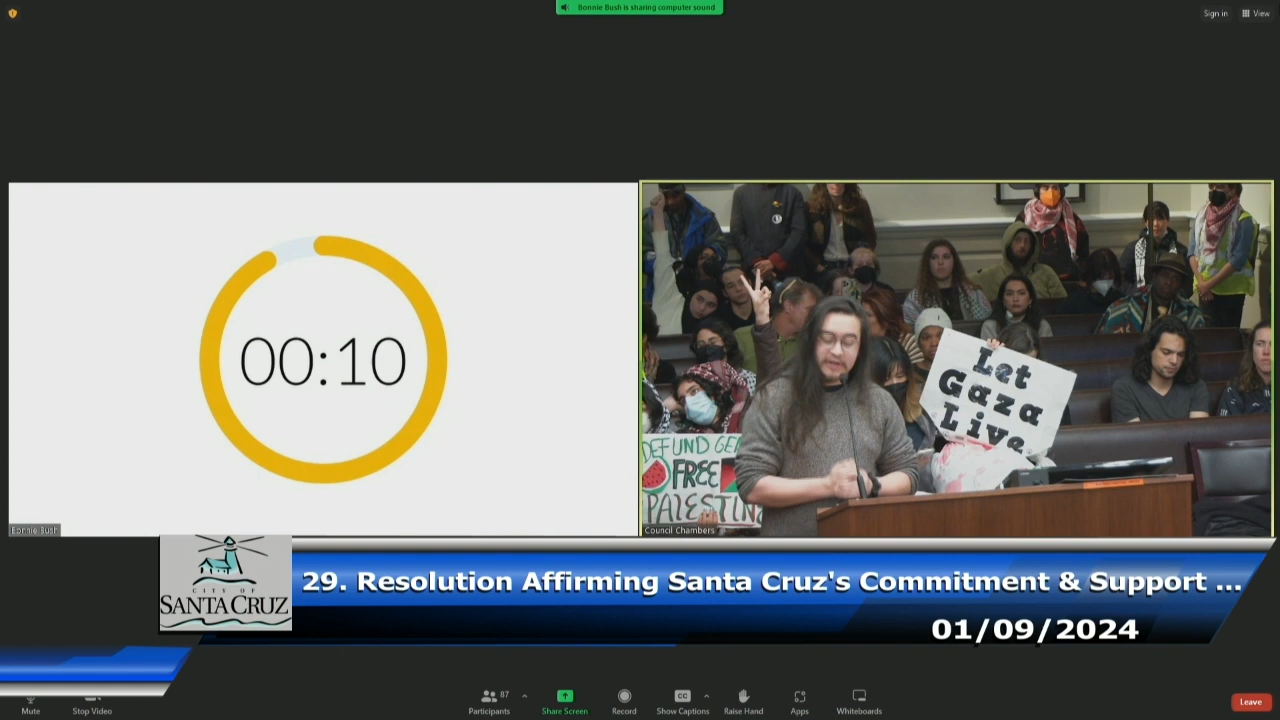 Bonnie Bush is sharing computer sound
Sign in
View
00:10
Let
Gaza
Live
DEFUND GE
FREE
PALESTIN
Bonnie Bush
Council Chambers
CITY OF
SANTA CRUZ
29. Resolution Affirming Santa Cruz's Commitment & Support ...
01/09/2024
Mute
Stop Video
Participants
87
Share Screen
Record
CC
Show Captions
Raise Hand
Apps
Whiteboards
Leave